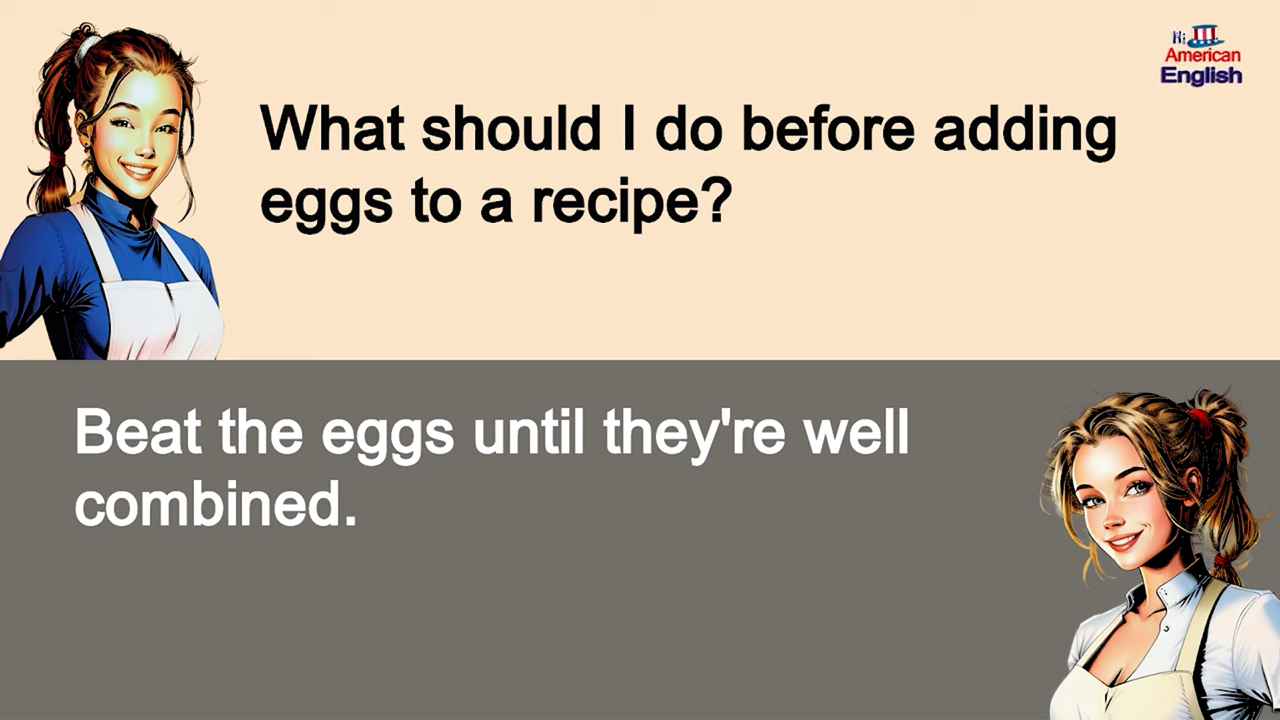 Hi
American
English
What should I do before adding
eggs to a recipe?
Beat the eggs until they're well
combined.